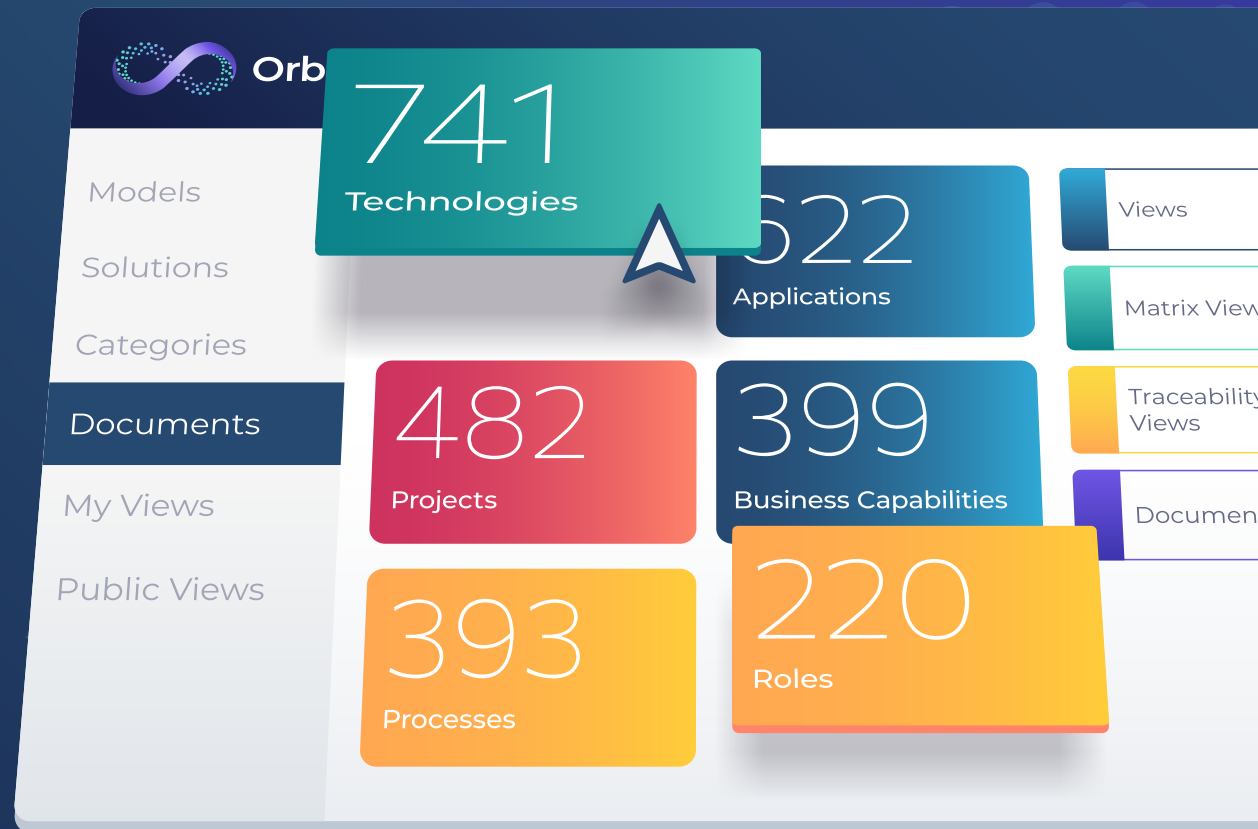 Orb
Models
Solutions
Categories
Documents
My Views
Public Views
741
Technologies
622
Applications
482
Projects
399
Business Capabilities
393
Processes
220
Roles
Views
Matrix View
Traceability
Views
Documen